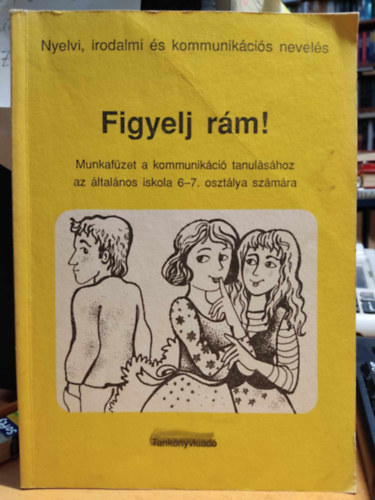 Nyelvi, irodalmi és kommunikációs nevelés
Figyelj rám!
Munkafüzet a kommunikáció tanulásához
az általános iskola 6–7. osztálya számára
Tankönyvkiadó